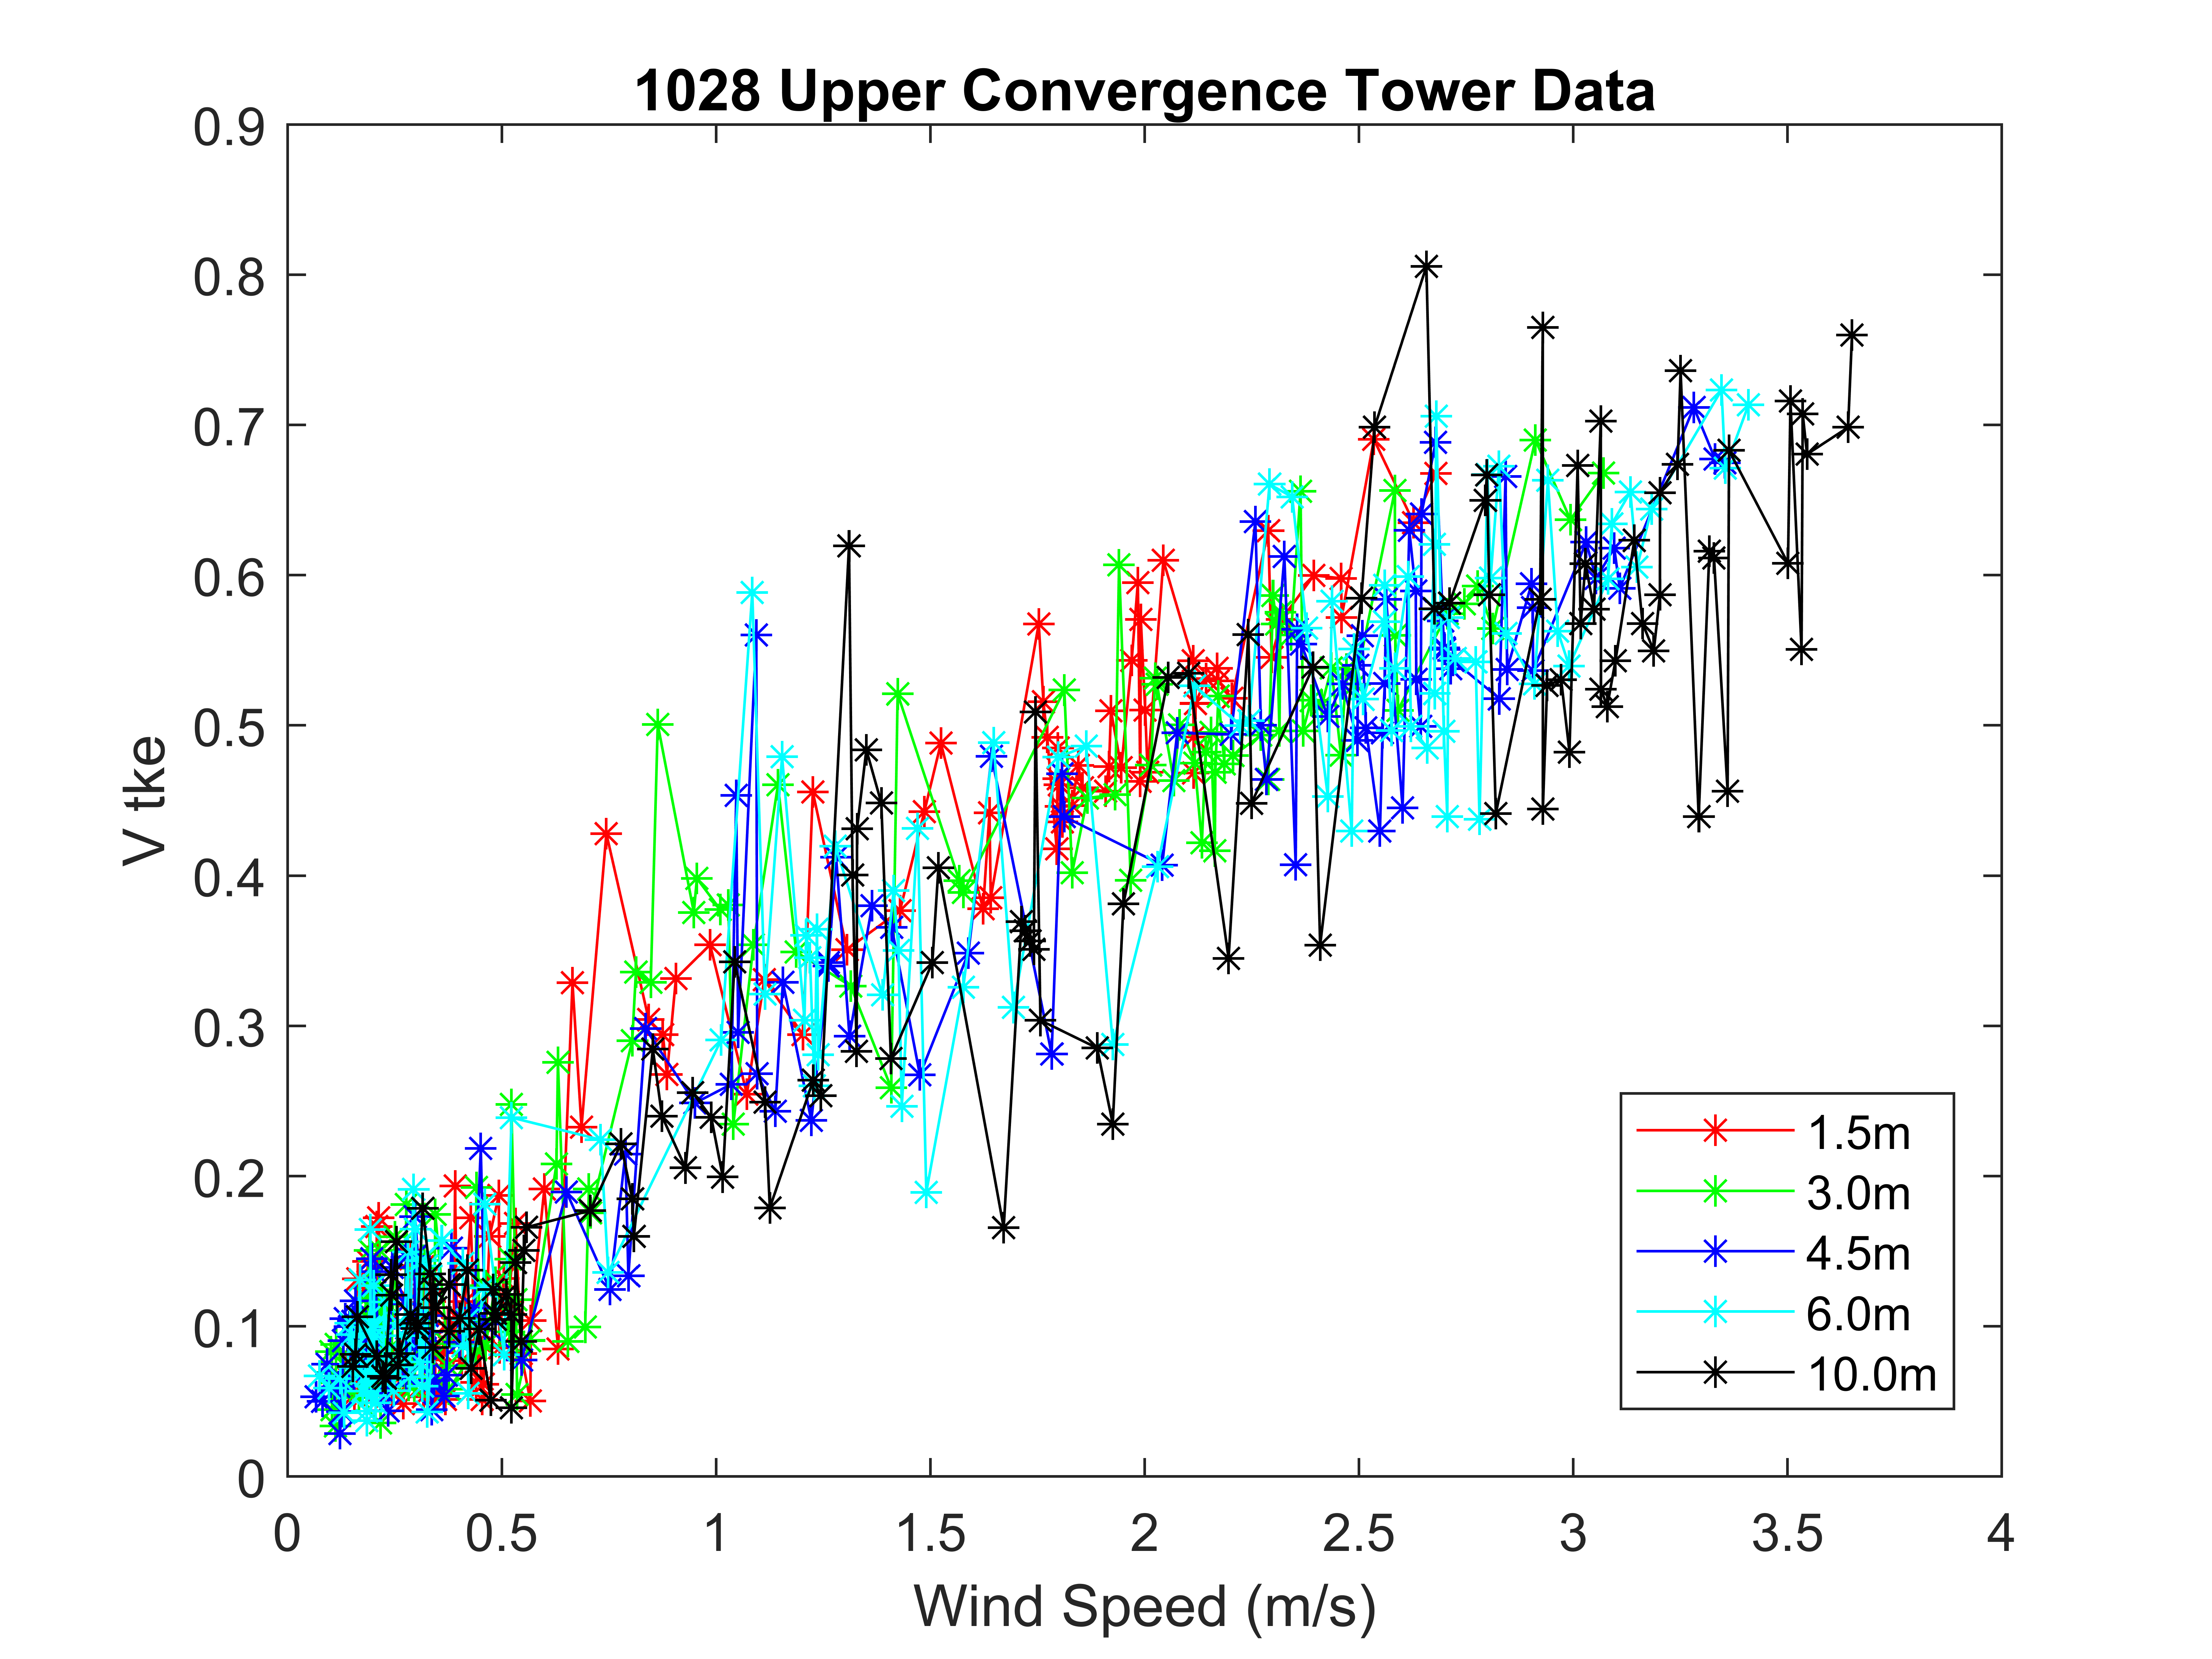 1028 Upper Convergence Tower Data
0.9
0.8
0.7
0.6
0.5
0.4
0.3
0.2
0.1
0
V tke
0 0.5 1 1.5 2 2.5 3 3.5 4
Wind Speed (m/s)
1.5m
3.0m
4.5m
6.0m
10.0m